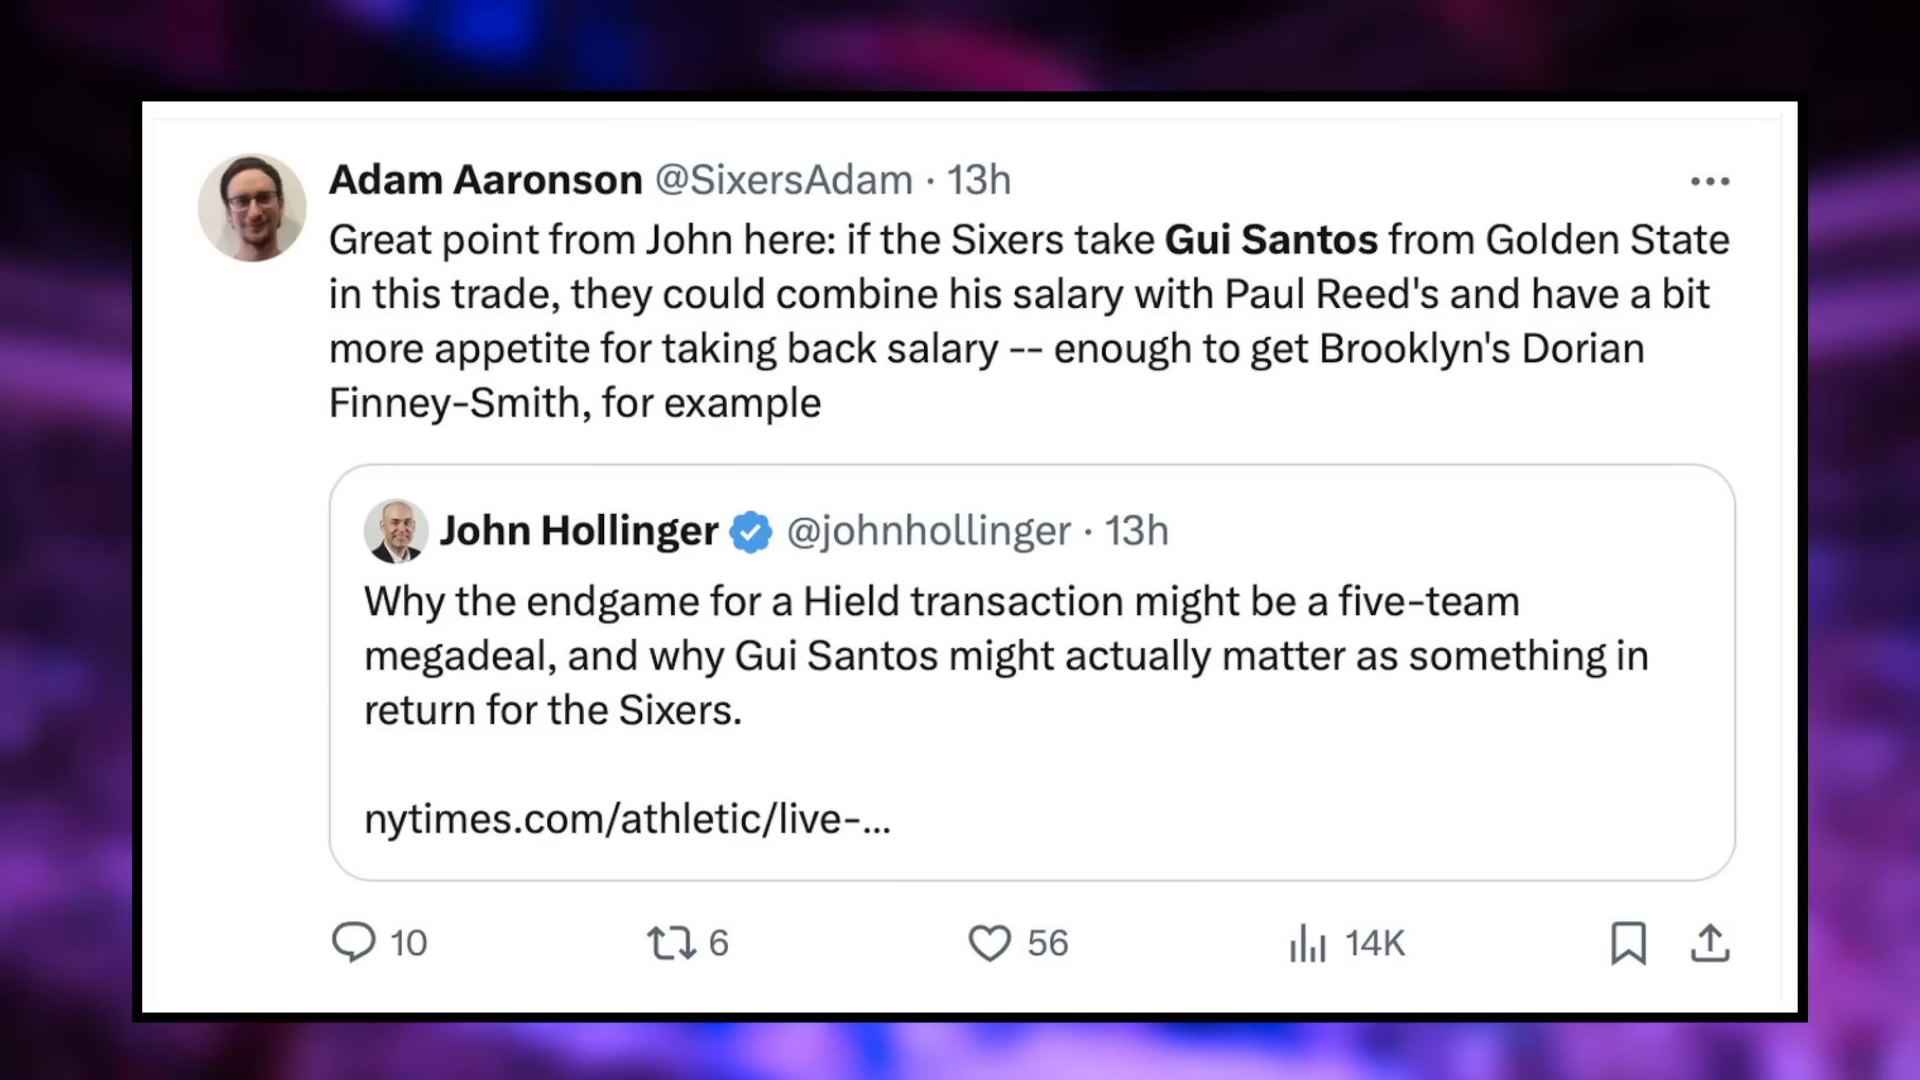 Adam Aaronson @SixersAdam · 13h
Great point from John here: if the Sixers take Gui Santos from Golden State
in this trade, they could combine his salary with Paul Reed's and have a bit
more appetite for taking back salary -- enough to get Brooklyn's Dorian
Finney-Smith, for example
John Hollinger @johnhollinger · 13h
Why the endgame for a Hield transaction might be a five-team
megadeal, and why Gui Santos might actually matter as something in
return for the Sixers.
nytimes.com/athletic/live-...
10 6 56 14K